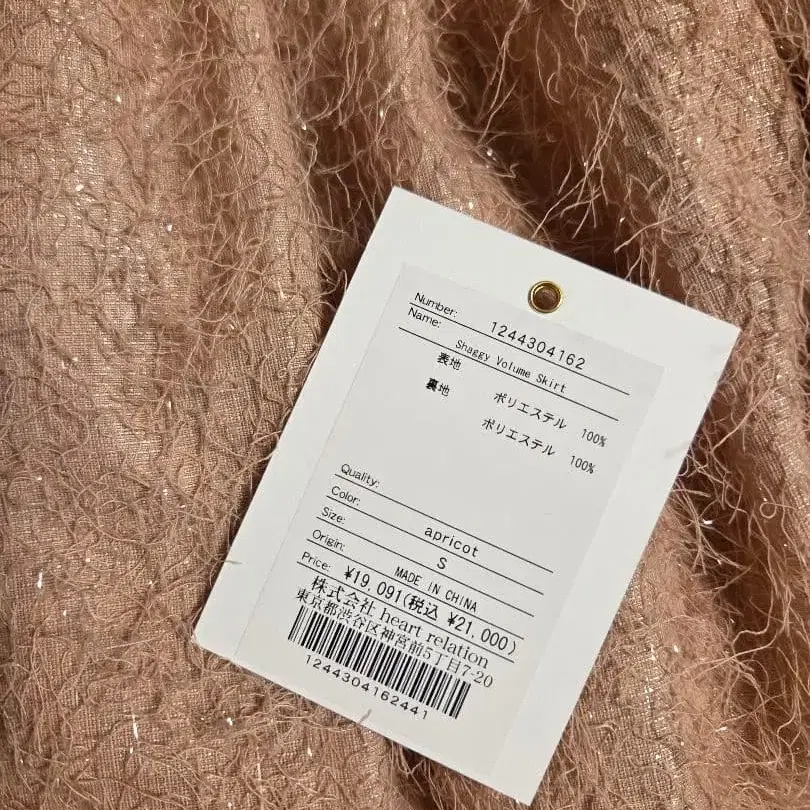 Number: 1244304162
Name: Shaggy Volume Skirt
表地 ポリエステル 100%
裏地 ポリエステル 100%
Quality:
Color: apricot
Size: S
Origin: MADE IN CHINA
Price: ¥19,091(税込 ¥21,000)
株式会社 heart relation
東京都渋谷区神宮前5丁目7-20
1244304162441